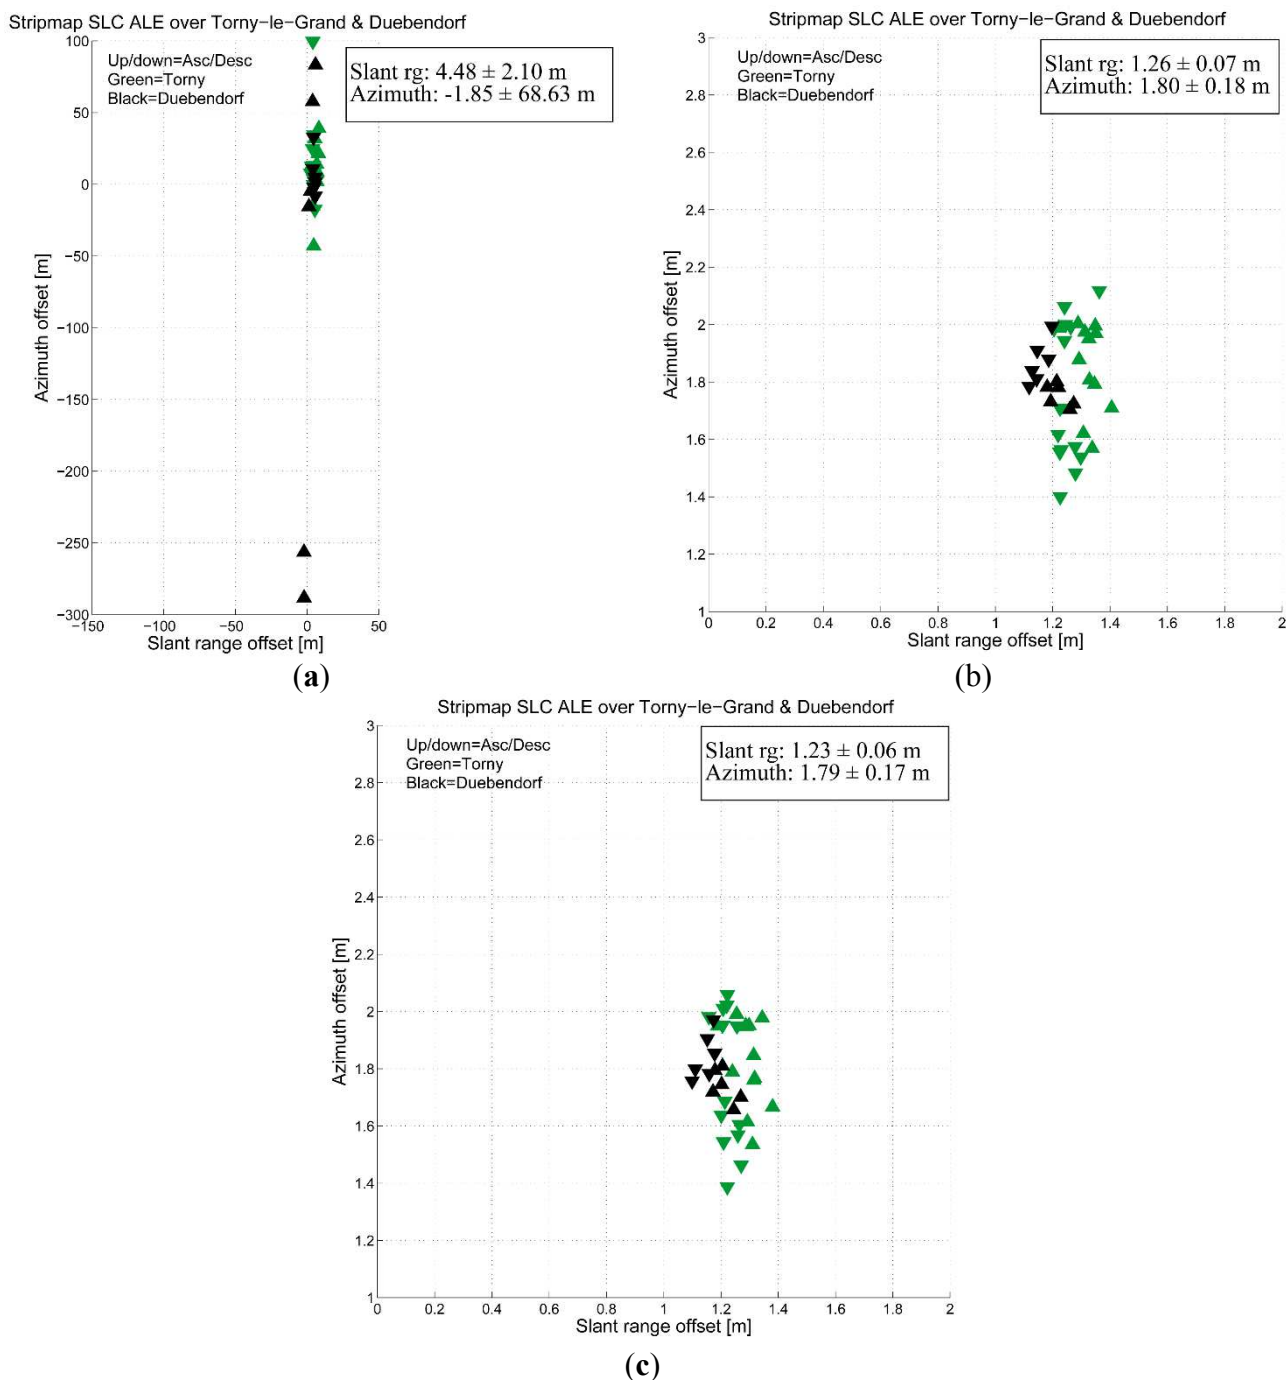 Stripmap SLC ALE over Torny−le−Grand & Duebendorf
Up/down=Asc/Desc
Green=Torny
Black=Duebendorf
Slant rg: 4.48 ± 2.10 m
Azimuth: -1.85 ± 68.63 m
100
50
0
−50
−100
−150
−200
−250
−300
Azimuth offset [m]
−150
−100
−50
0
50
Slant range offset [m]
(a)
Stripmap SLC ALE over Torny−le−Grand & Duebendorf
Up/down=Asc/Desc
Green=Torny
Black=Duebendorf
Slant rg: 1.26 ± 0.07 m
Azimuth: 1.80 ± 0.18 m
3
2.8
2.6
2.4
2.2
2
1.8
1.6
1.4
1.2
1
Azimuth offset [m]
0
0.2
0.4
0.6
0.8
1
1.2
1.4
1.6
1.8
2
Slant range offset [m]
(b)
Stripmap SLC ALE over Torny−le−Grand & Duebendorf
Up/down=Asc/Desc
Green=Torny
Black=Duebendorf
Slant rg: 1.23 ± 0.06 m
Azimuth: 1.79 ± 0.17 m
3
2.8
2.6
2.4
2.2
2
1.8
1.6
1.4
1.2
1
Azimuth offset [m]
0
0.2
0.4
0.6
0.8
1
1.2
1.4
1.6
1.8
2
Slant range offset [m]
(c)